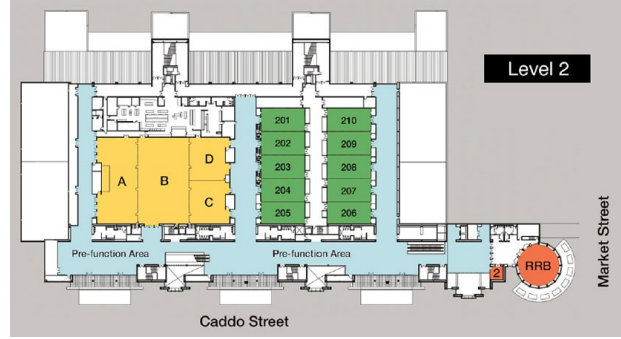 Level 2
201
210
202
209
203
208
204
207
205
206
A
B
D
C
Pre-function Area
Pre-function Area
2
RRB
Market Street
Caddo Street